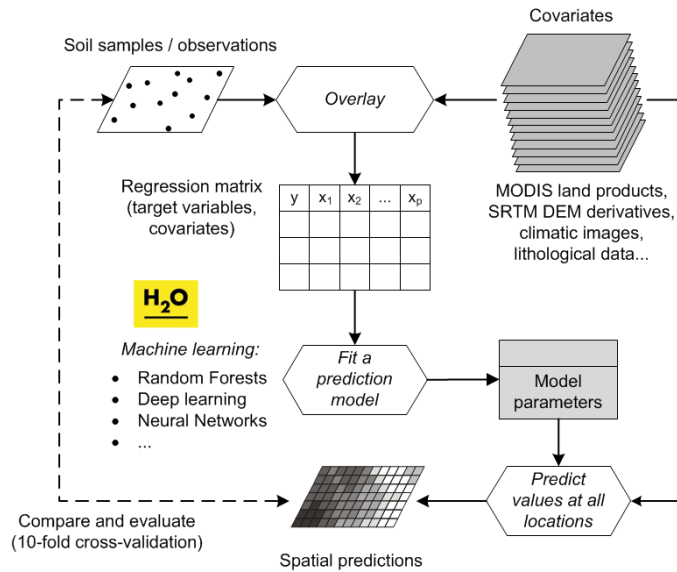 Covariates
Soil samples / observations
Overlay
MODIS land products,
SRTM DEM derivatives,
climatic images,
lithological data...
Regression matrix
(target variables,
covariates)
y x₁ x₂ ... xₚ
H₂O
Machine learning:
• Random Forests
• Deep learning
• Neural Networks
• ...
Fit a
prediction
model
Model
parameters
Predict
values at all
locations
Compare and evaluate
(10-fold cross-validation)
Spatial predictions